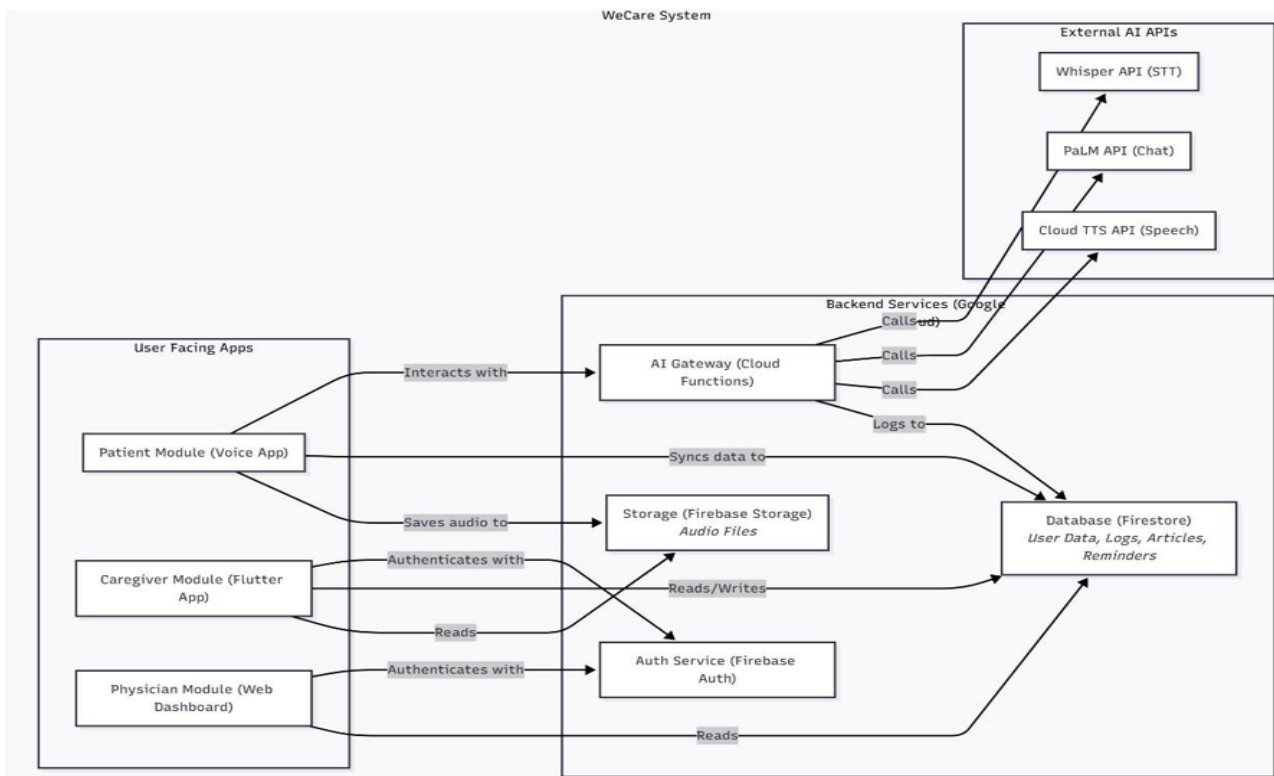 WeCare System
External AI APIs
Whisper API (STT)
PaLM API (Chat)
Cloud TTS API (Speech)
Backend Services (Google
ud)
User Facing Apps
Patient Module (Voice App)
Caregiver Module (Flutter
App)
Physician Module (Web
Dashboard)
Interacts with
Syncs data to
Saves audio to
Authenticates with
Reads/Writes
Reads
Authenticates with
Reads
AI Gateway (Cloud
Functions)
Calls
Calls
Calls
Logs to
Storage (Firebase Storage)
Audio Files
Auth Service (Firebase
Auth)
Database (Firestore)
User Data, Logs, Articles,
Reminders